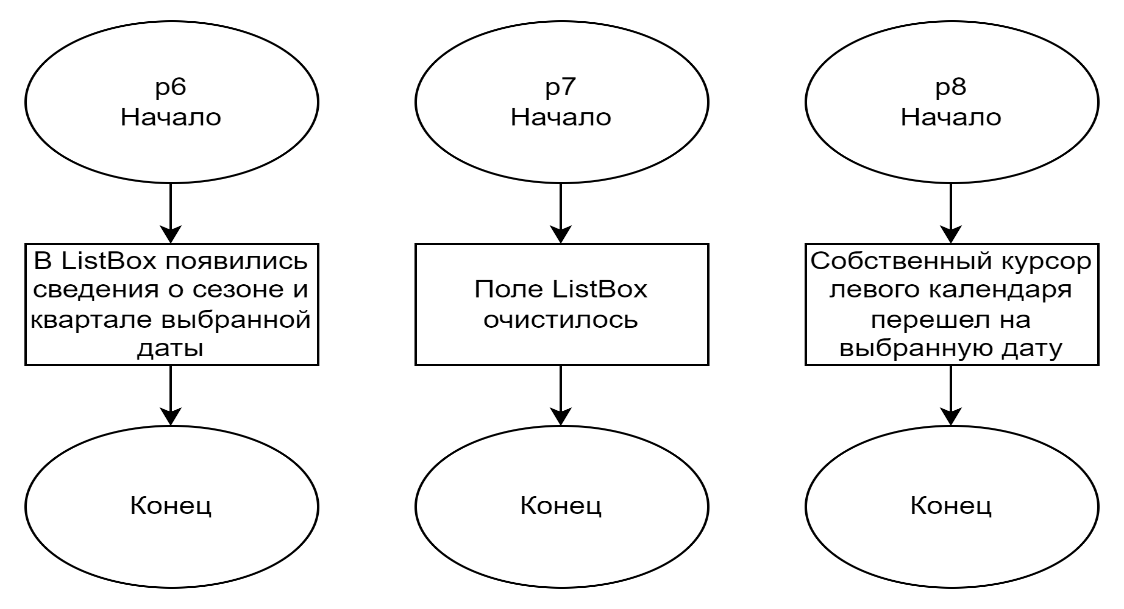 p6
Начало
В ListBox появились
сведения о сезоне и
квартале выбранной
даты
Конец
p7
Начало
Поле ListBox
очистилось
Конец
p8
Начало
Собственный курсор
левого календаря
перешел на
выбранную дату
Конец